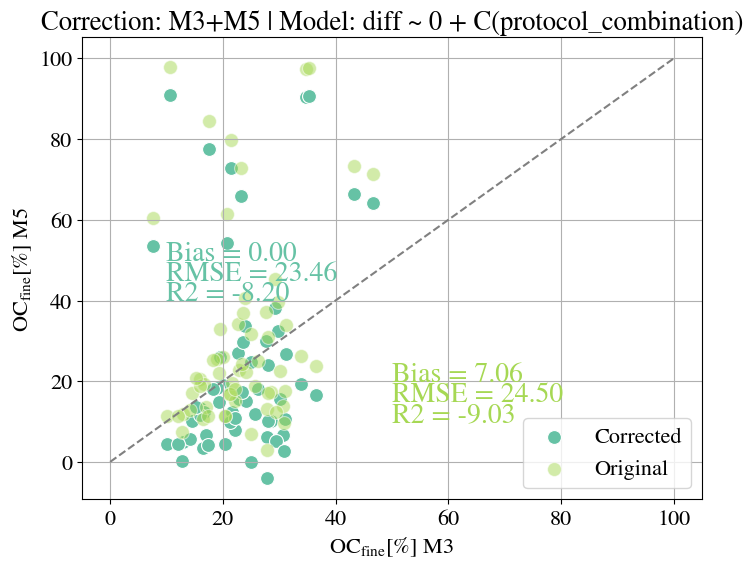 Correction: M3+M5 | Model: diff ~ 0 + C(protocol_combination)
100
80
60
40
20
0
OCfine[%] M5
Bias = 0.00
RMSE = 23.46
R2 = -8.20
Bias = 7.06
RMSE = 24.50
R2 = -9.03
Corrected
Original
0
20
40
60
80
100
OCfine[%] M3